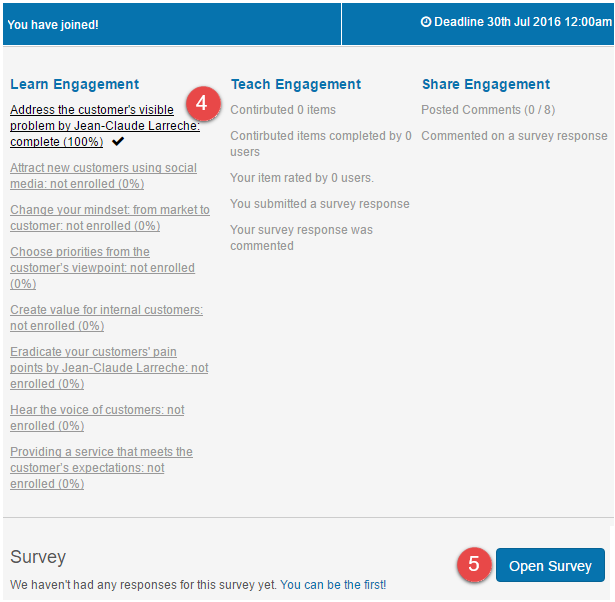 You have joined!
Deadline 30th Jul 2016 12:00am
Learn Engagement
Address the customer's visible
problem by Jean-Claude Larreche:
complete (100%)
4
Attract new customers using social
media: not enrolled (0%)
Change your mindset: from market to
customer: not enrolled (0%)
Choose priorities from the
customer's viewpoint: not enrolled
(0%)
Create value for internal customers:
not enrolled (0%)
Eradicate your customers' pain
points by Jean-Claude Larreche: not
enrolled (0%)
Hear the voice of customers: not
enrolled (0%)
Providing a service that meets the
customer's expectations: not
enrolled (0%)
Teach Engagement
Contirbuted 0 items
Contirbuted items completed by 0
users
Your item rated by 0 users.
You submitted a survey response
Your survey response was
commented
Share Engagement
Posted Comments (0 / 8)
Commented on a survey response
Survey
We haven't had any responses for this survey yet. You can be the first!
5
Open Survey